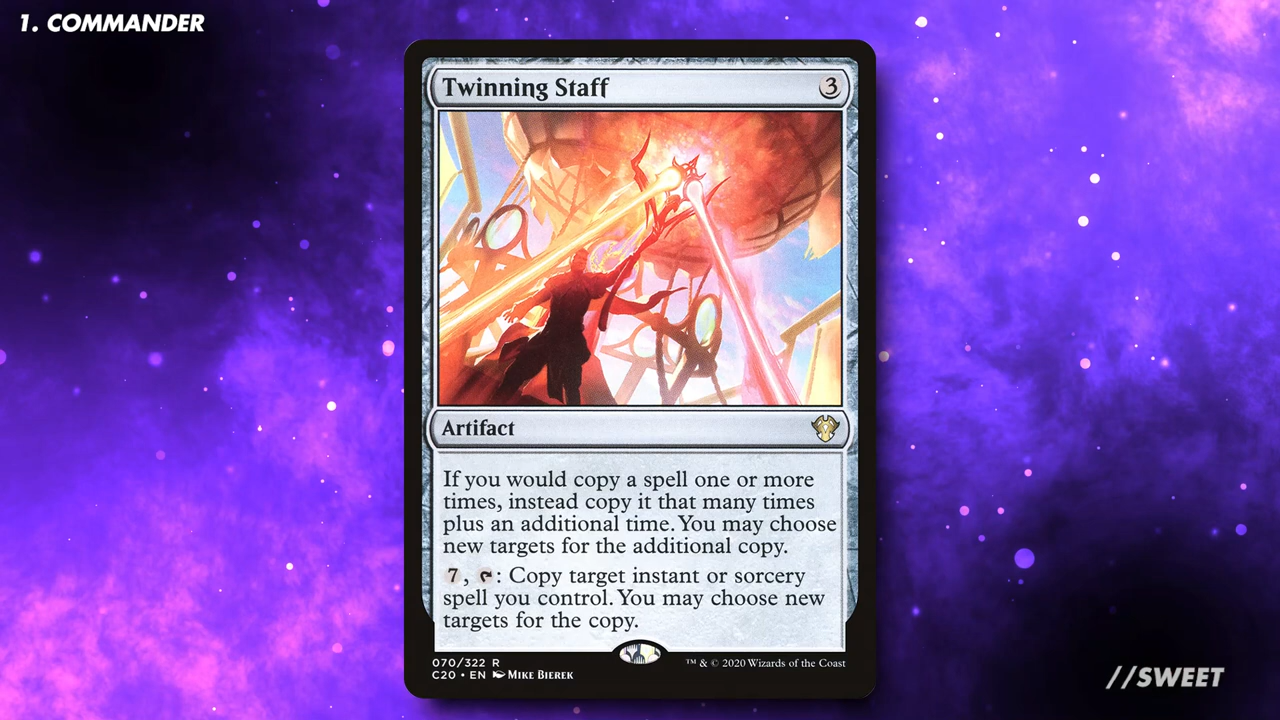 1. COMMANDER
Twinning Staff 3
Artifact
If you would copy a spell one or more
times, instead copy it that many times
plus an additional time. You may choose
new targets for the additional copy.
7, : Copy target instant or sorcery
spell you control. You may choose new
targets for the copy.
070/322 R
C20 • EN Mike Bierek
™ & © 2020 Wizards of the Coast
//SWEET